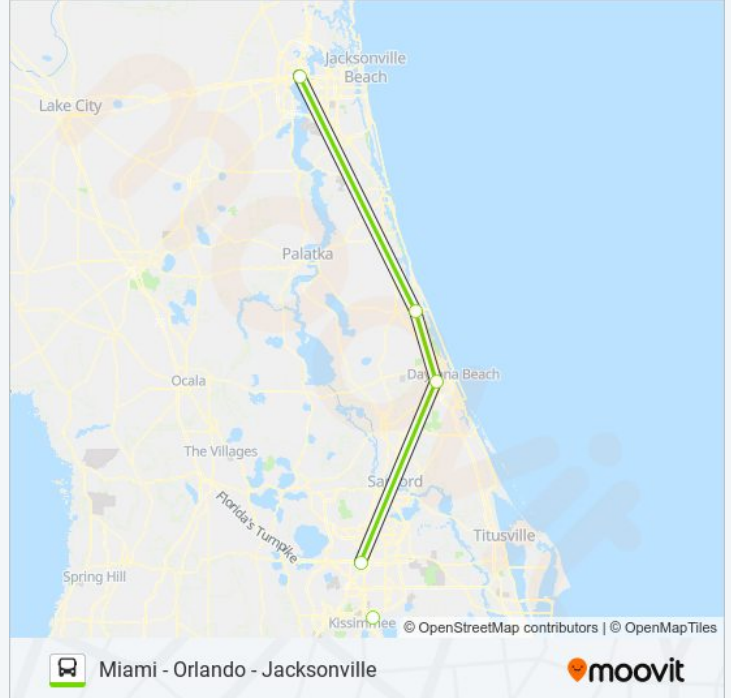 Jacksonville
Beach
Lake City
Palatka
Daytona Beach
Ocala
The Villages
Sanford
Florida's Turnpike
Titusville
Spring Hill
Kissimmee
© OpenStreetMap contributors | © OpenMapTiles
Miami - Orlando - Jacksonville
moovit
moovit